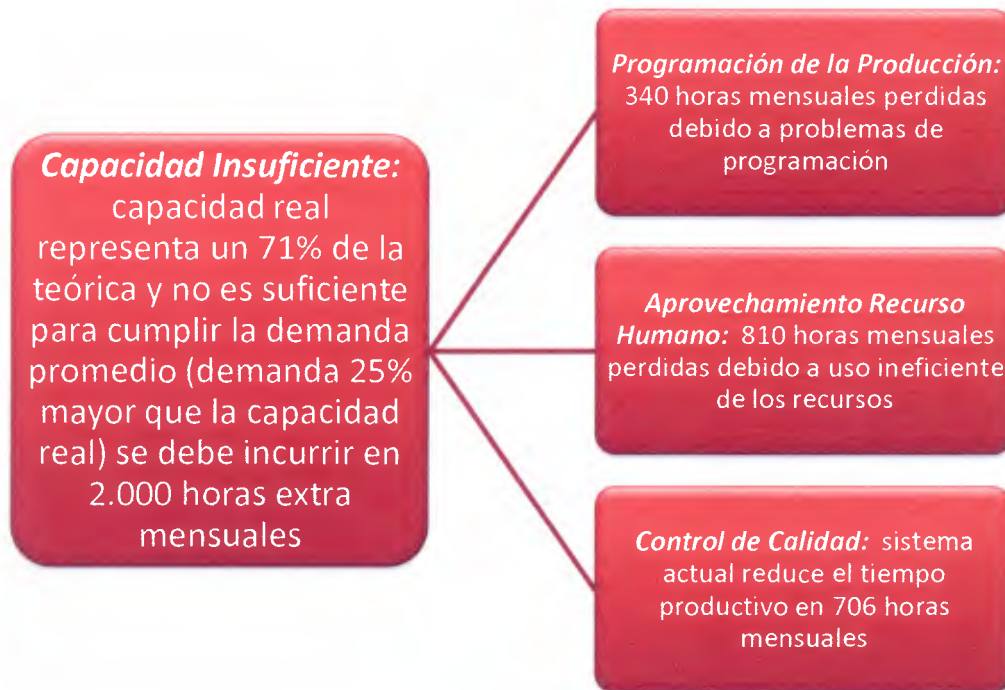 Capacidad Insuficiente:
capacidad real
representa un 71% de la
teórica y no es suficiente
para cumplir la demanda
promedio (demanda 25%
mayor que la capacidad
real) se debe incurrir en
2.000 horas extra
mensuales
Programación de la Producción:
340 horas mensuales perdidas
debido a problemas de
programación
Aprovechamiento Recurso
Humano: 810 horas mensuales
perdidas debido a uso ineficiente
de los recursos
Control de Calidad: sistema
actual reduce el tiempo
productivo en 706 horas
mensuales